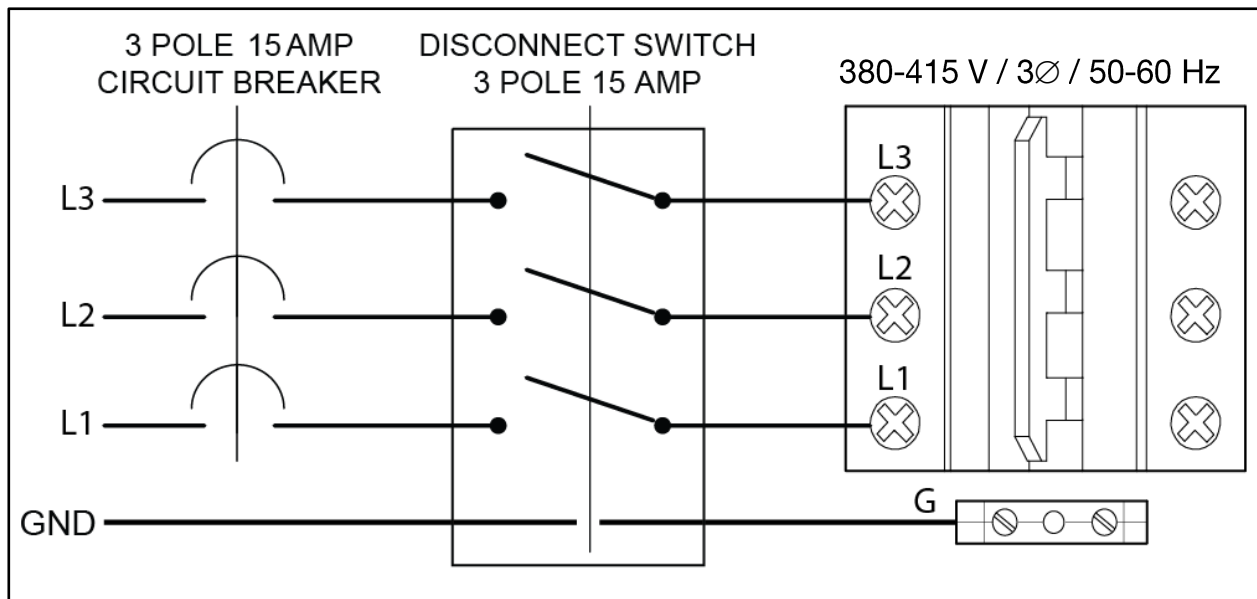 3 POLE 15 AMP
CIRCUIT BREAKER
DISCONNECT SWITCH
3 POLE 15 AMP
380-415 V / 3∅ / 50-60 Hz
L3
L3
L2
L2
L1
L1
GND
G